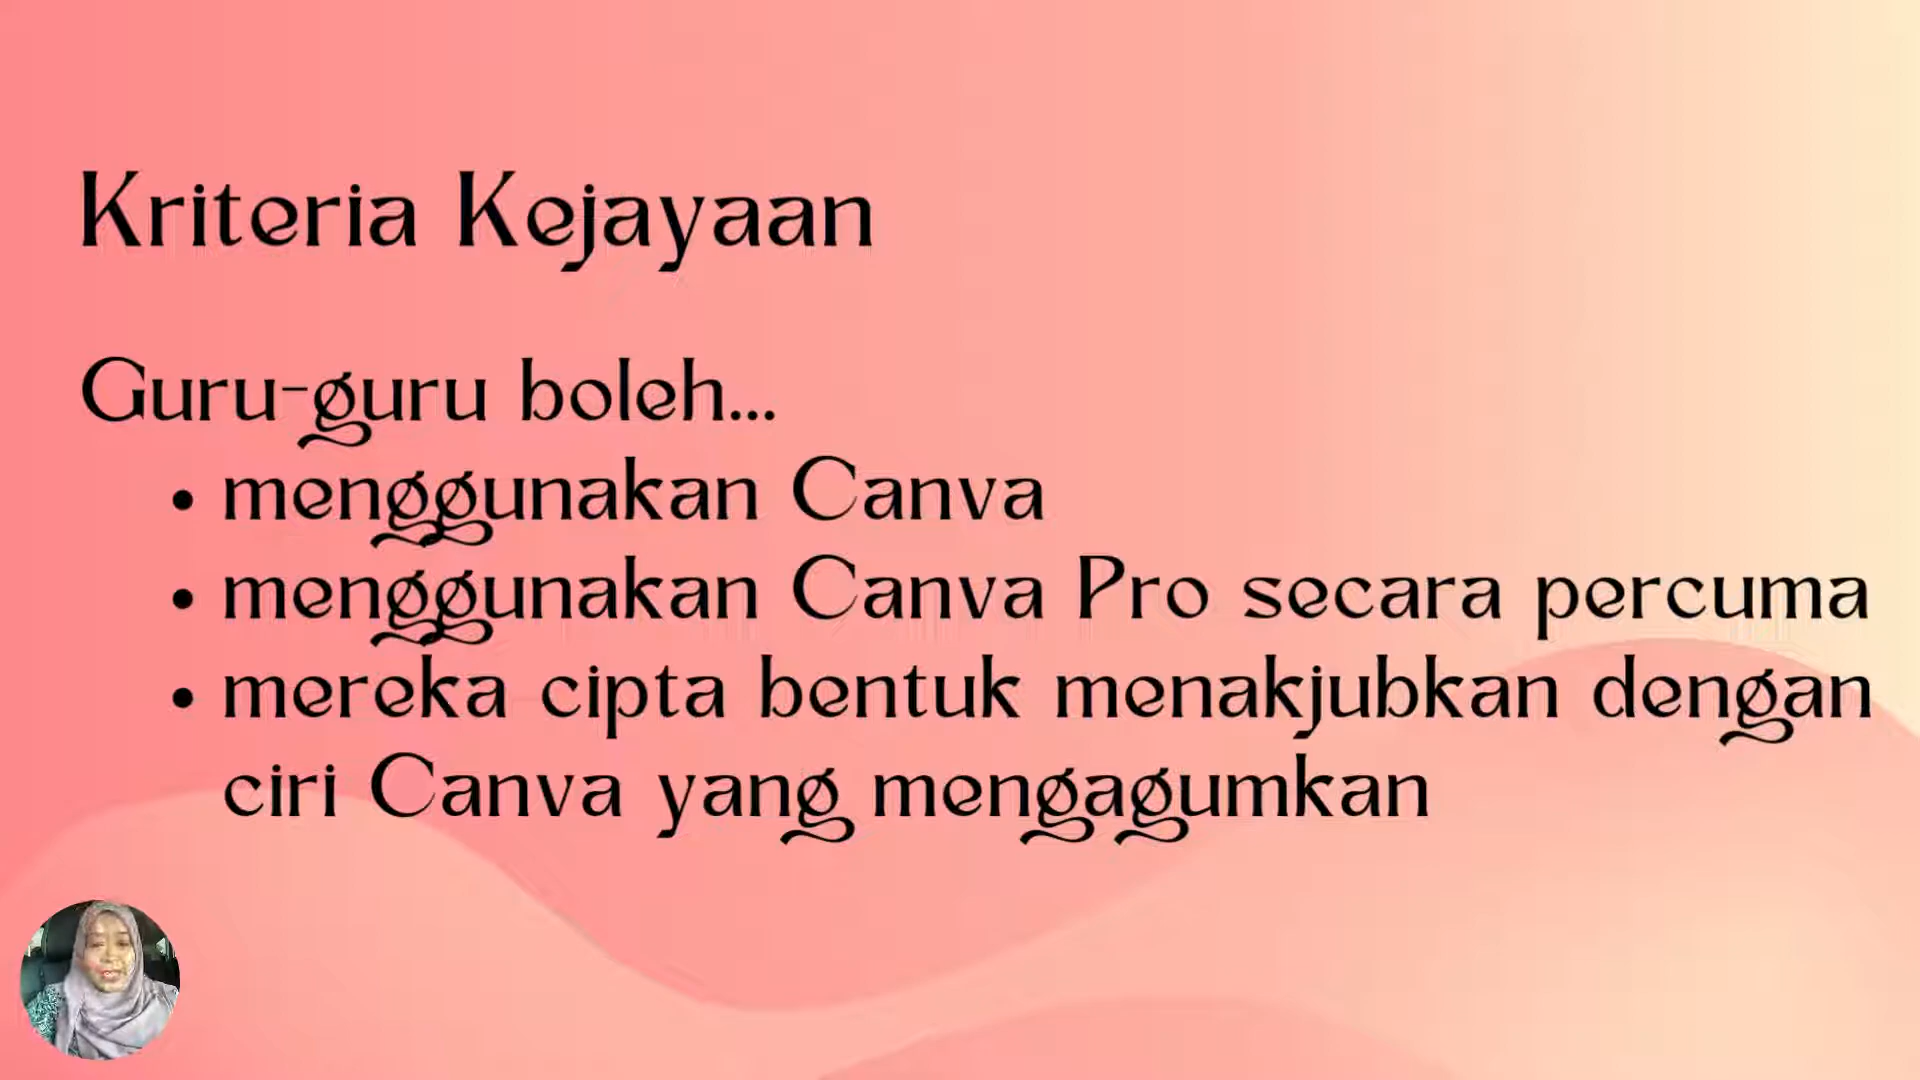 Kriteria Kejayaan
Guru-guru boleh...
• menggunakan Canva
• menggunakan Canva Pro secara percuma
• mereka cipta bentuk menakjubkan dengan
ciri Canva yang mengagumkan